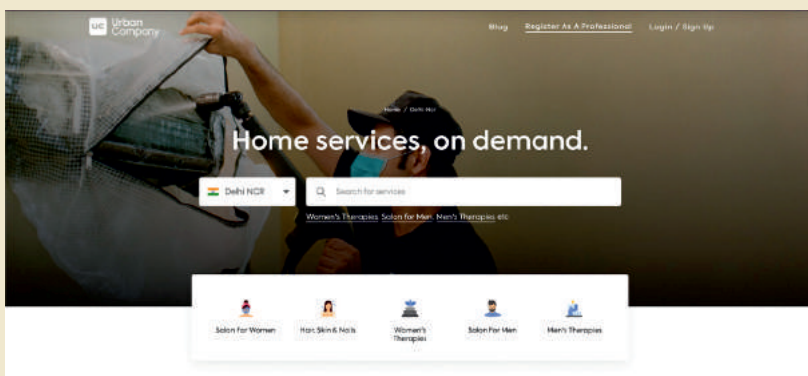 UC Urban
Company
Blog Register As A Professional Login / Sign Up
Home / Delhi Ncr
Home services, on demand.
Delhi NCR Search for services
Women's Therapies, Salon for Men, Men's Therapies etc
Salon For Women Hair, Skin & Nails Women's Therapies Salon For Men Men's Therapies